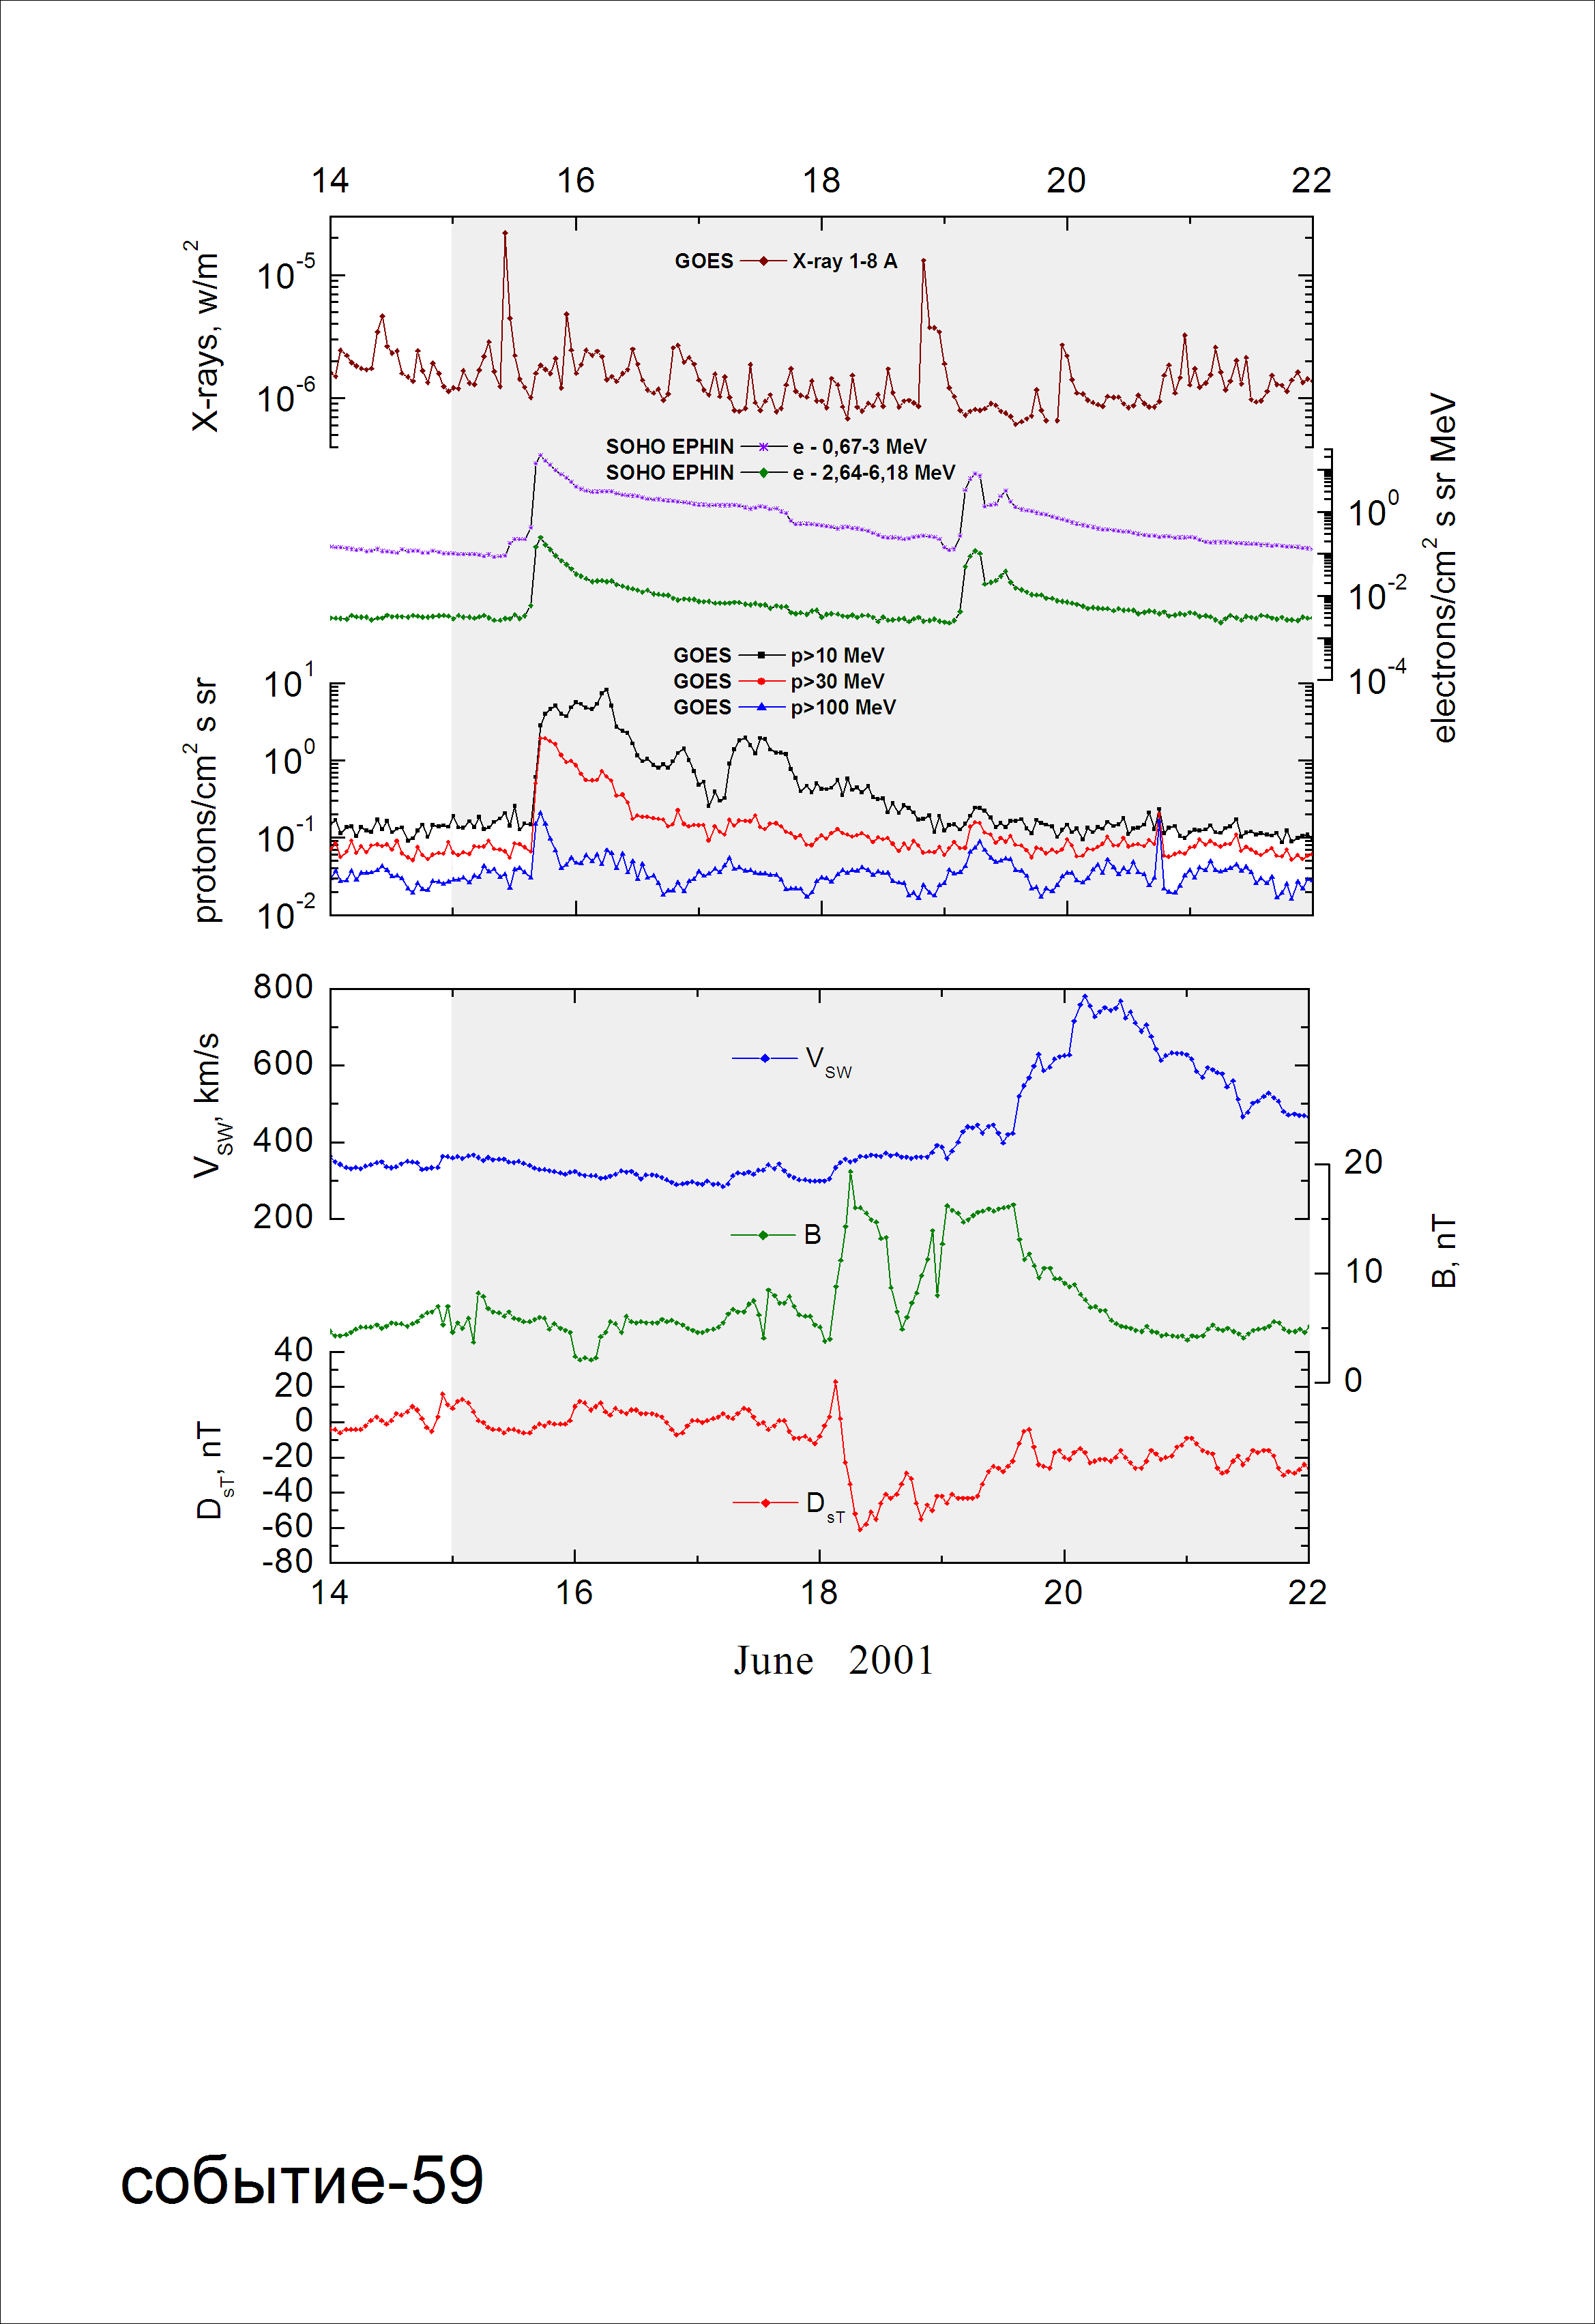 14 16 18 20 22
X-rays, w/m²
10⁻⁵
10⁻⁶
GOES X-ray 1-8 A
SOHO EPHIN e - 0,67-3 MeV
SOHO EPHIN e - 2,64-6,18 MeV
electrons/cm² s sr MeV
10⁰
10⁻²
10⁻⁴
GOES p>10 MeV
GOES p>30 MeV
GOES p>100 MeV
protons/cm² s sr
10¹
10⁰
10⁻¹
10⁻²
V_SW, km/s
800
600
400
200
V_SW
B
B, nT
20
10
0
D_sT, nT
40
20
0
-20
-40
-60
-80
D_sT
14 16 18 20 22
June 2001
событие-59